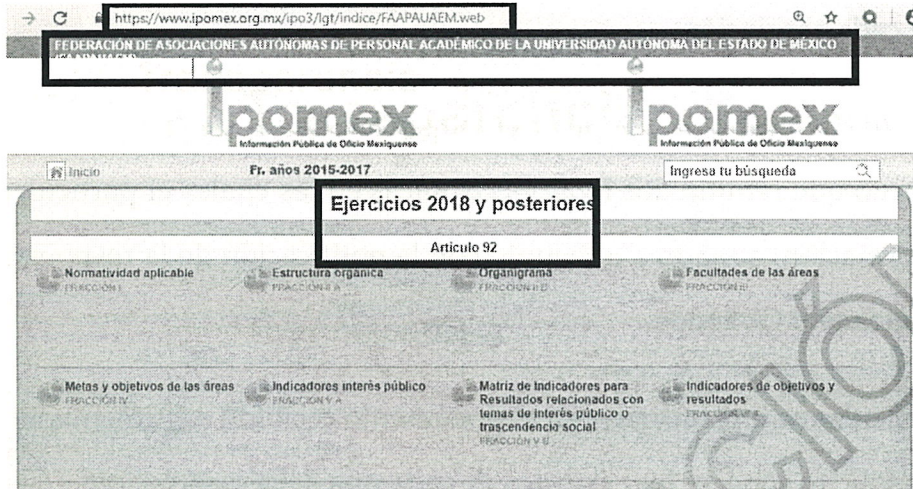 https://www.ipomex.org.mx/ipo3/lgt/indice/FAAPAUAEM.web
FEDERACIÓN DE ASOCIACIONES AUTÓNOMAS DE PERSONAL ACADÉMICO DE LA UNIVERSIDAD AUTÓNOMA DEL ESTADO DE MÉXICO
Ipomex Ipomex
Información Pública de Oficio Mexiquense Información Pública de Oficio Mexiquense
Inicio Fr. años 2015-2017 Ingresa tu búsqueda
Ejercicios 2018 y posteriores
Artículo 92
Normatividad aplicable Estructura orgánica Organigrama Facultades de las áreas
FRACCIÓN I FRACCIÓN II A FRACCIÓN II B FRACCIÓN III
Metas y objetivos de las áreas Indicadores interés público Matriz de Indicadores para Indicadores de objetivos y
Resultados relacionados con resultados
temas de interés público o
trascendencia social
FRACCIÓN IV FRACCIÓN V A FRACCIÓN V B